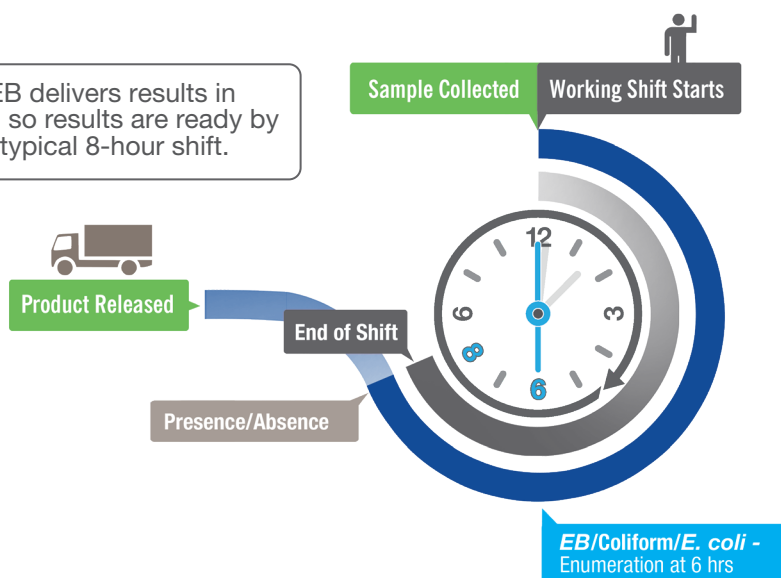 EB delivers results in
so results are ready by
typical 8-hour shift.
Sample Collected
Working Shift Starts
Product Released
End of Shift
Presence/Absence
12
3
6
8
9
EB/Coliform/E. coli -
Enumeration at 6 hrs